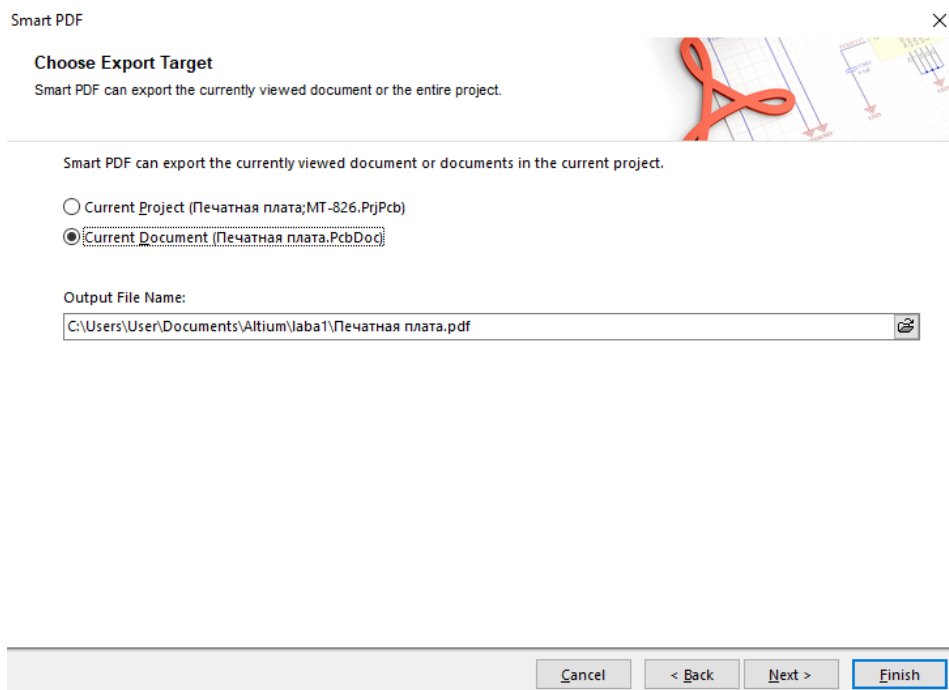 Smart PDF
Choose Export Target
Smart PDF can export the currently viewed document or the entire project.
Smart PDF can export the currently viewed document or documents in the current project.
Current Project (Печатная плата;MT-826.PrjPcb)
Current Document (Печатная плата.PcbDoc)
Output File Name:
C:\Users\User\Documents\Altium\laba1\Печатная плата.pdf
Cancel
< Back
Next >
Finish